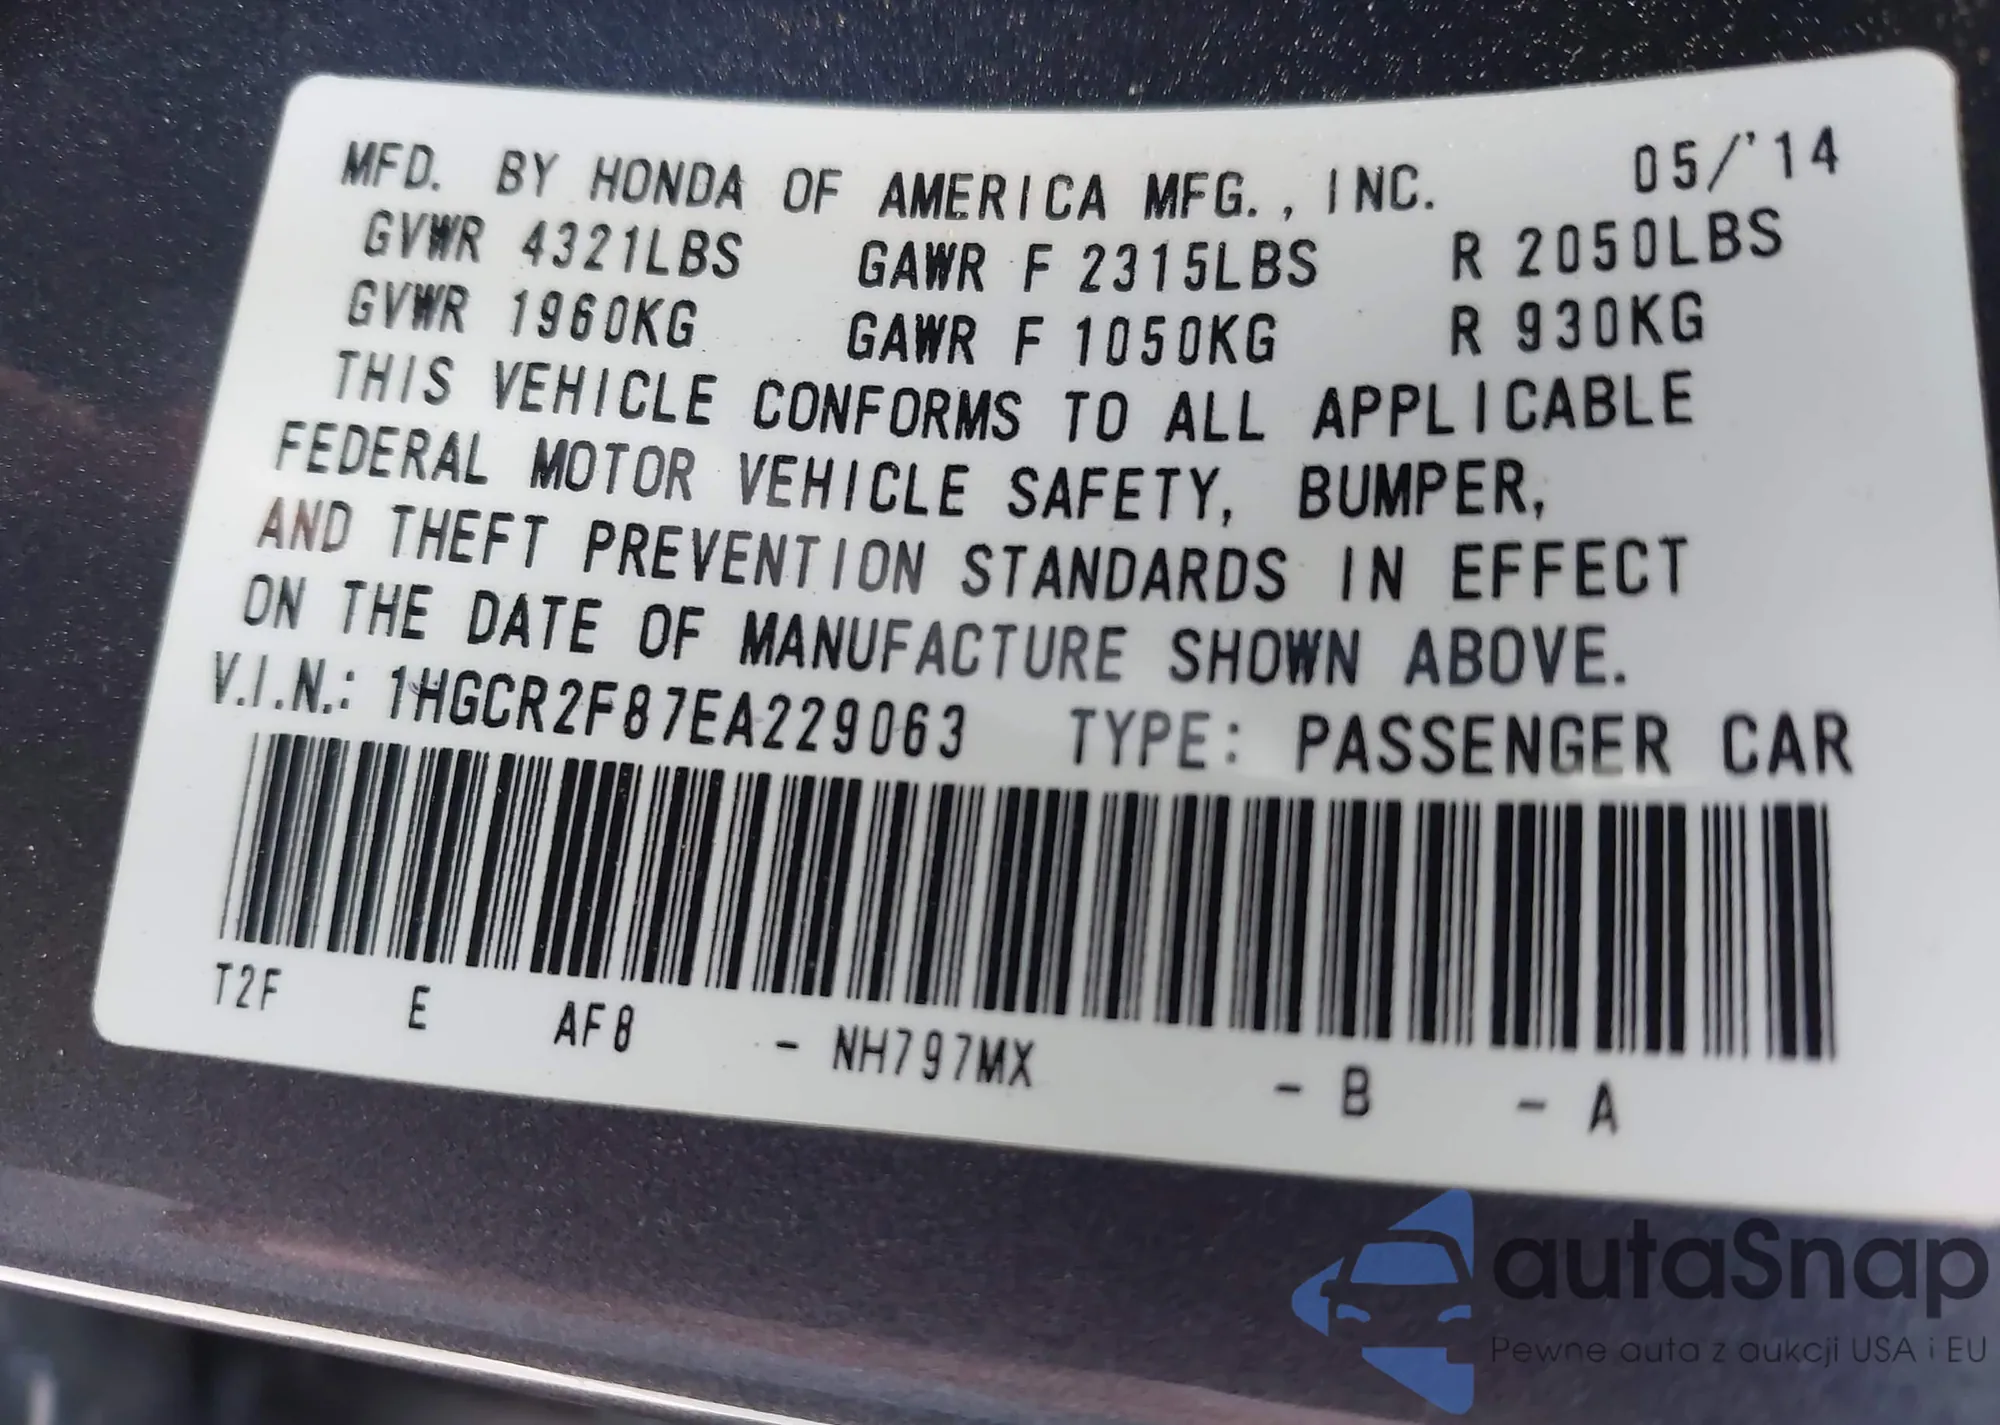 MFD. BY HONDA OF AMERICA MFG., INC. 05/'14
GVWR 4321LBS GAWR F 2315LBS R 2050LBS
GVWR 1960KG GAWR F 1050KG R 930KG
THIS VEHICLE CONFORMS TO ALL APPLICABLE
FEDERAL MOTOR VEHICLE SAFETY, BUMPER,
AND THEFT PREVENTION STANDARDS IN EFFECT
ON THE DATE OF MANUFACTURE SHOWN ABOVE.
V.I.N.: 1HGCR2F87EA229063 TYPE: PASSENGER CAR
T2F E AF8 - NH797MX - B - A
autaSnap
Pewne auta z aukcji USA i EU